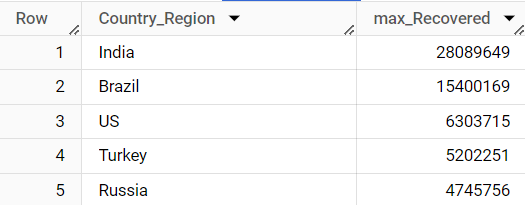 Row Country_Region max_Recovered
1 India 28089649
2 Brazil 15400169
3 US 6303715
4 Turkey 5202251
5 Russia 4745756